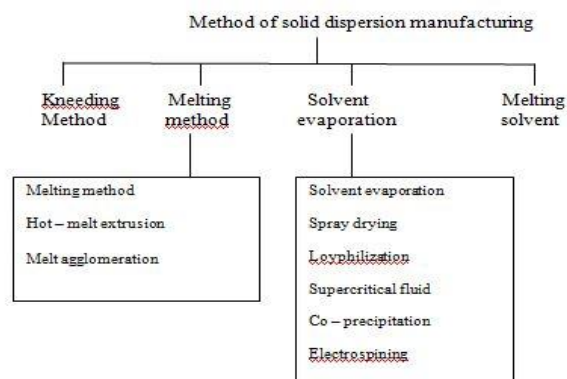 Method of solid dispersion manufacturing
Kneeding
Method
Melting
method
Solvent
evaporation
Melting
solvent
Melting method
Hot – melt extrusion
Melt agglomeration
Solvent evaporation
Spray drying
Loyphilization
Supercritical fluid
Co – precipitation
Electrospining